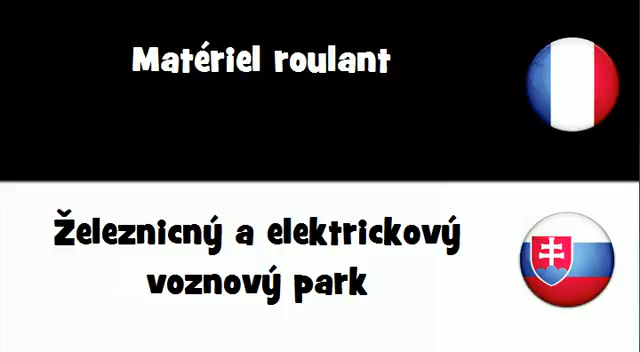 Matériel roulant
Železnicný a elektrickový
voznový park